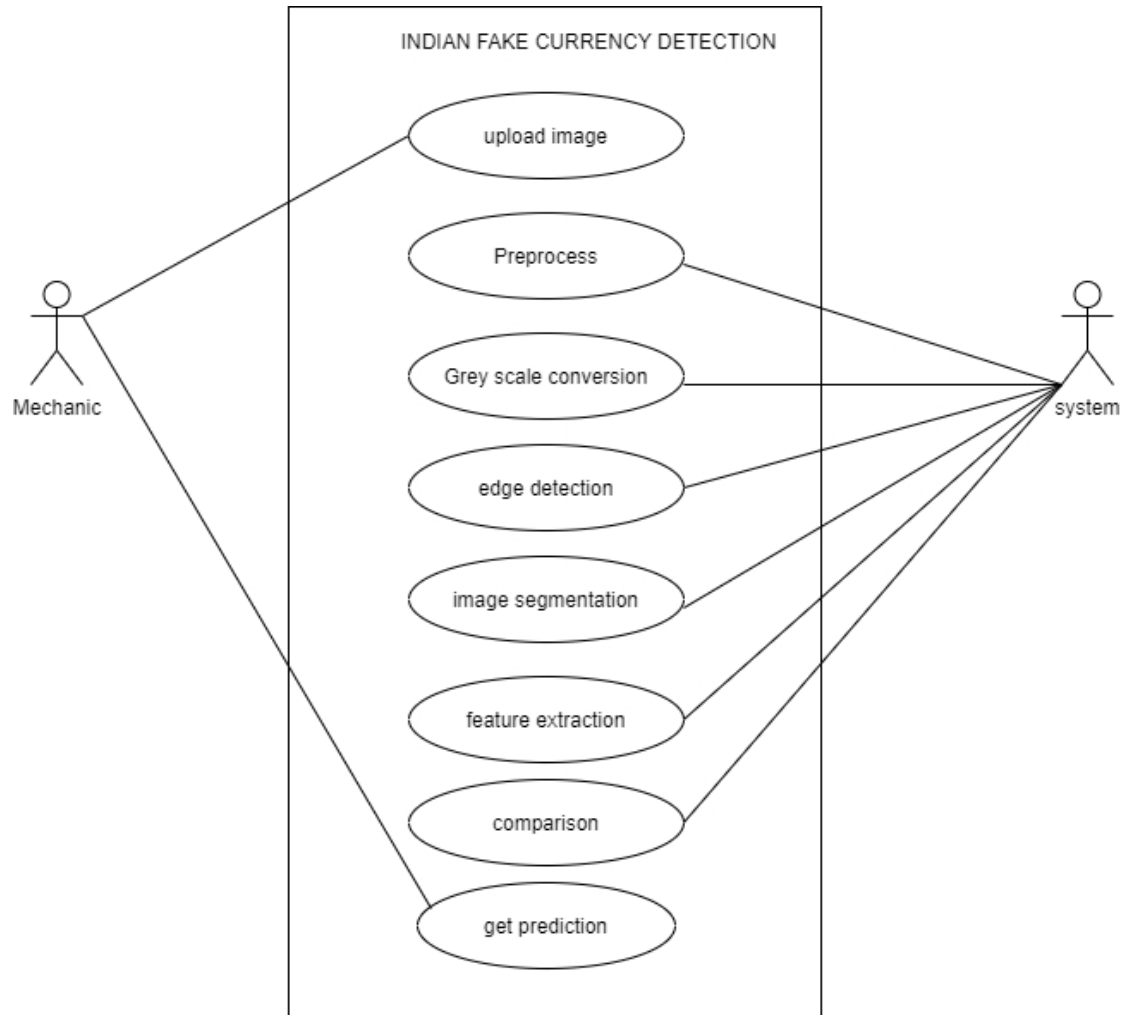 INDIAN FAKE CURRENCY DETECTION
upload image
Preprocess
Grey scale conversion
Mechanic
system
edge detection
image segmentation
feature extraction
comparison
get prediction